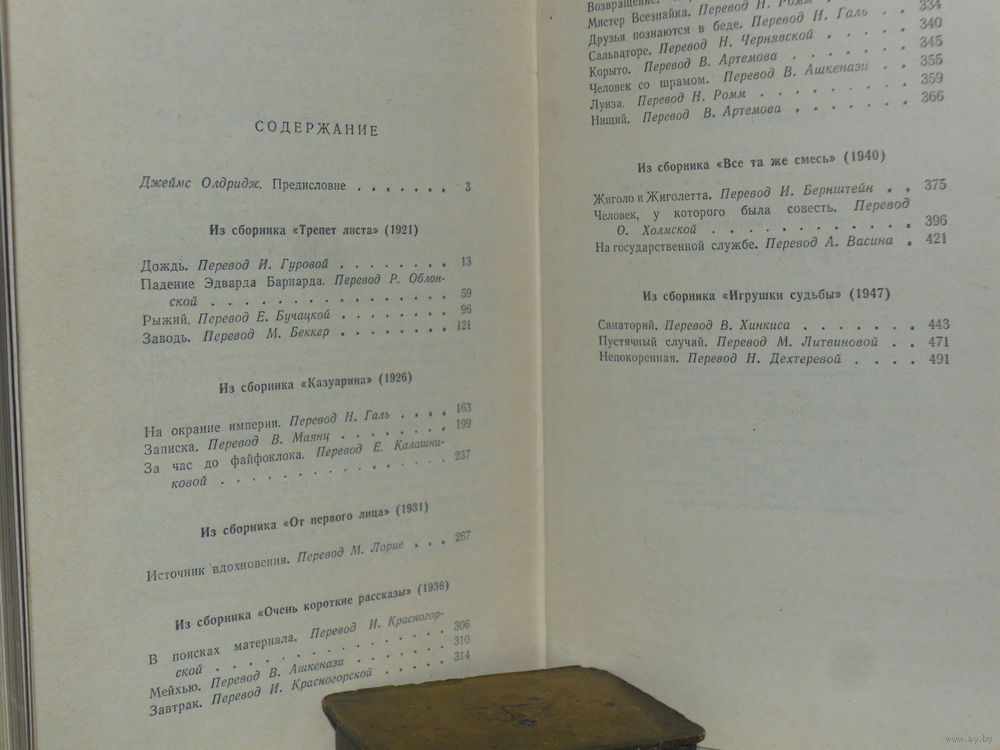 СОДЕРЖАНИЕ
Джеймс Олдридж. Предисловие . . . . . . . 3
Из сборника «Трепет листа» (1921)
Дождь. Перевод И. Гуровой . . . . . . . . 13
Падение Эдварда Барнарда. Перевод Р. Облон-
ской . . . . . . . . . . . . . . . . 59
Рыжий. Перевод Е. Бучацкой . . . . . . . . 96
Заводь. Перевод М. Беккер . . . . . . . . 121
Из сборника «Казуарина» (1926)
На окраине империи. Перевод Н. Галь . . . . 163
Записка. Перевод В. Маянц . . . . . . . . 199
За час до файфоклока. Перевод Е. Калашни-
ковой . . . . . . . . . . . . . . . 237
Из сборника «От первого лица» (1931)
Источник вдохновения. Перевод М. Лорие . . . 267
Из сборника «Очень короткие рассказы» (1936)
В поисках материала. Перевод И. Красногор-
ской . . . . . . . . . . . . . . . 306
Мейхью. Перевод В. Ашкенази . . . . . . . 310
Завтрак. Перевод И. Красногорской . . . . . 314
Возвращение.
Мистер Всезнайка. Перевод Н. Ромм . 334
Друзья познаются в беде. Перевод Н. Галь . . 340
Сальваторе. Перевод Н. Чернявской . . . . . 345
Корыто. Перевод В. Артемова . . . . . . . 355
Человек со шрамом. Перевод В. Ашкенази . . 359
Луиза. Перевод Н. Ромм . . . . . . . . . 366
Нищий. Перевод В. Артемова . . . . . . .
Из сборника «Все та же смесь» (1940)
Жиголо и Жиголетта. Перевод И. Бернштейн . . 375
Человек, у которого была совесть. Перевод
О. Холмской . . . . . . . . . . . . 396
На государственной службе. Перевод А. Васина . 421
Из сборника «Игрушки судьбы» (1947)
Санаторий. Перевод В. Хинкиса . . . . . . . 443
Пустячный случай. Перевод М. Литвиновой . . 471
Непокоренная. Перевод Н. Дехтеревой . . . . 491
www.ay.by